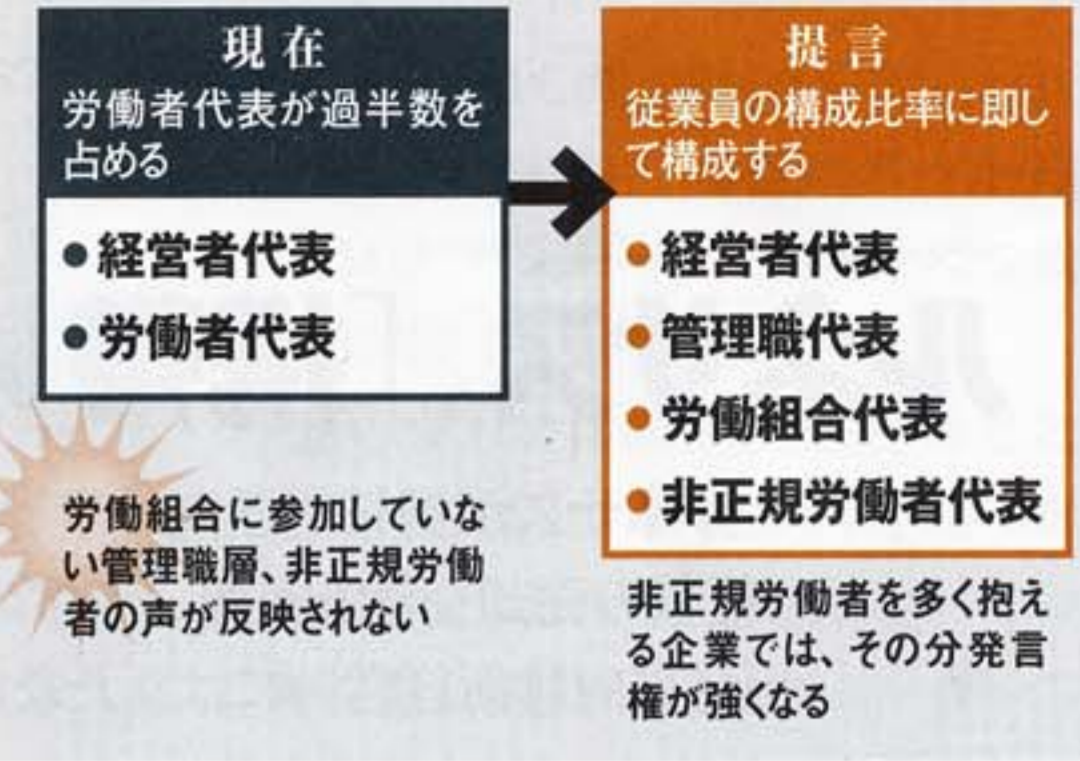 現在
労働者代表が過半数を
占める
●経営者代表
●労働者代表
労働組合に参加していな
い管理職層、非正規労働
者の声が反映されない
提言
従業員の構成比率に即し
て構成する
●経営者代表
●管理職代表
●労働組合代表
●非正規労働者代表
非正規労働者を多く抱え
る企業では、その分発言
権が強くなる